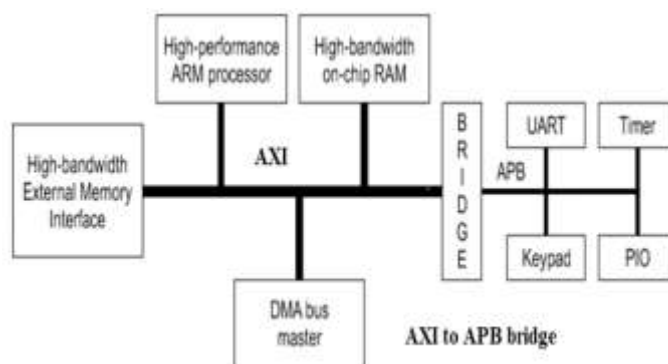 High-performance
ARM processor
High-bandwidth
on-chip RAM
High-bandwidth
External Memory
Interface
AXI
B
R
I
D
G
E
APB
UART
Timer
Keypad
PIO
DMA bus
master
AXI to APB bridge